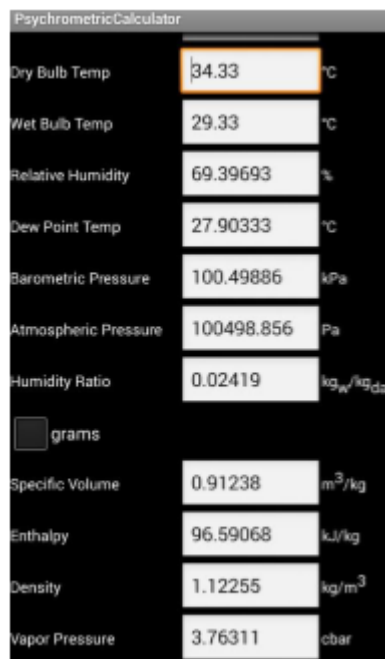 PsychrometricCalculator
Dry Bulb Temp 34.33 °C
Wet Bulb Temp 29.33 °C
Relative Humidity 69.39693 %
Dew Point Temp 27.90333 °C
Barometric Pressure 100.49886 kPa
Atmospheric Pressure 100498.856 Pa
Humidity Ratio 0.02419 kgw/kgda
grams
Specific Volume 0.91238 m³/kg
Enthalpy 96.59068 kJ/kg
Density 1.12255 kg/m³
Vapor Pressure 3.76311 cbar